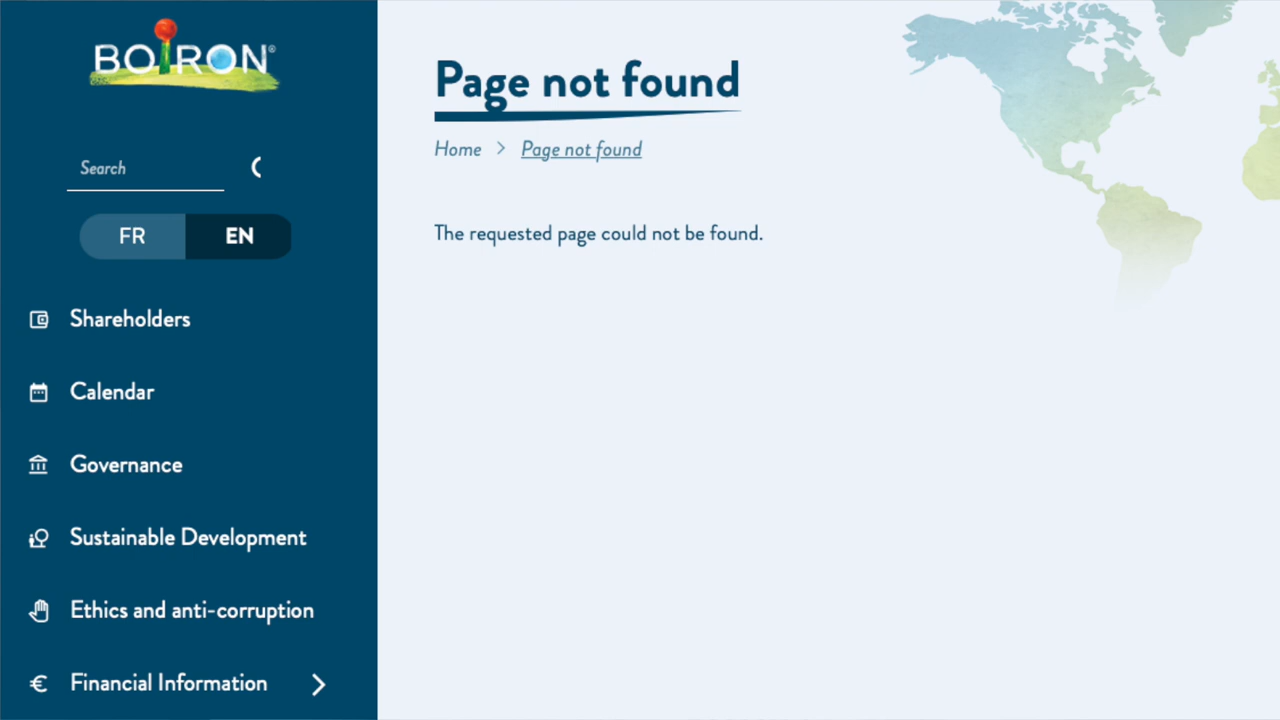 BOIRON®
Search
FR EN
Shareholders
Calendar
Governance
Sustainable Development
Ethics and anti-corruption
Financial Information
Page not found
Home > Page not found
The requested page could not be found.